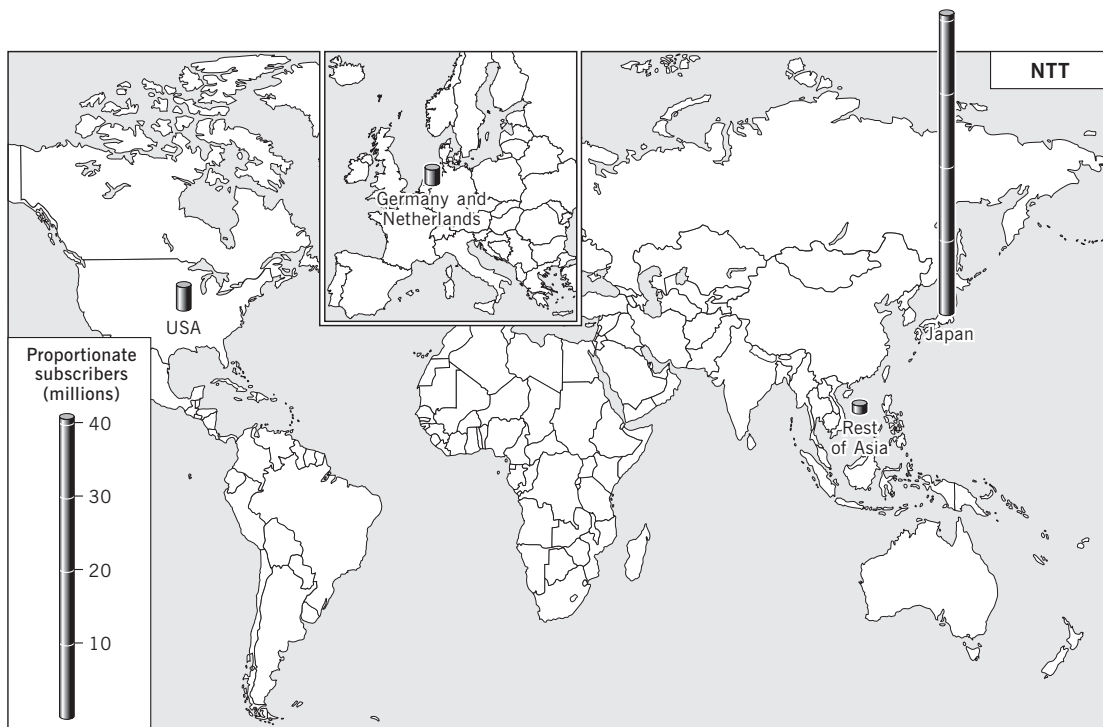 NTT
Germany and
Netherlands
USA
Japan
Rest
of Asia
Proportionate
subscribers
(millions)
40
30
20
10